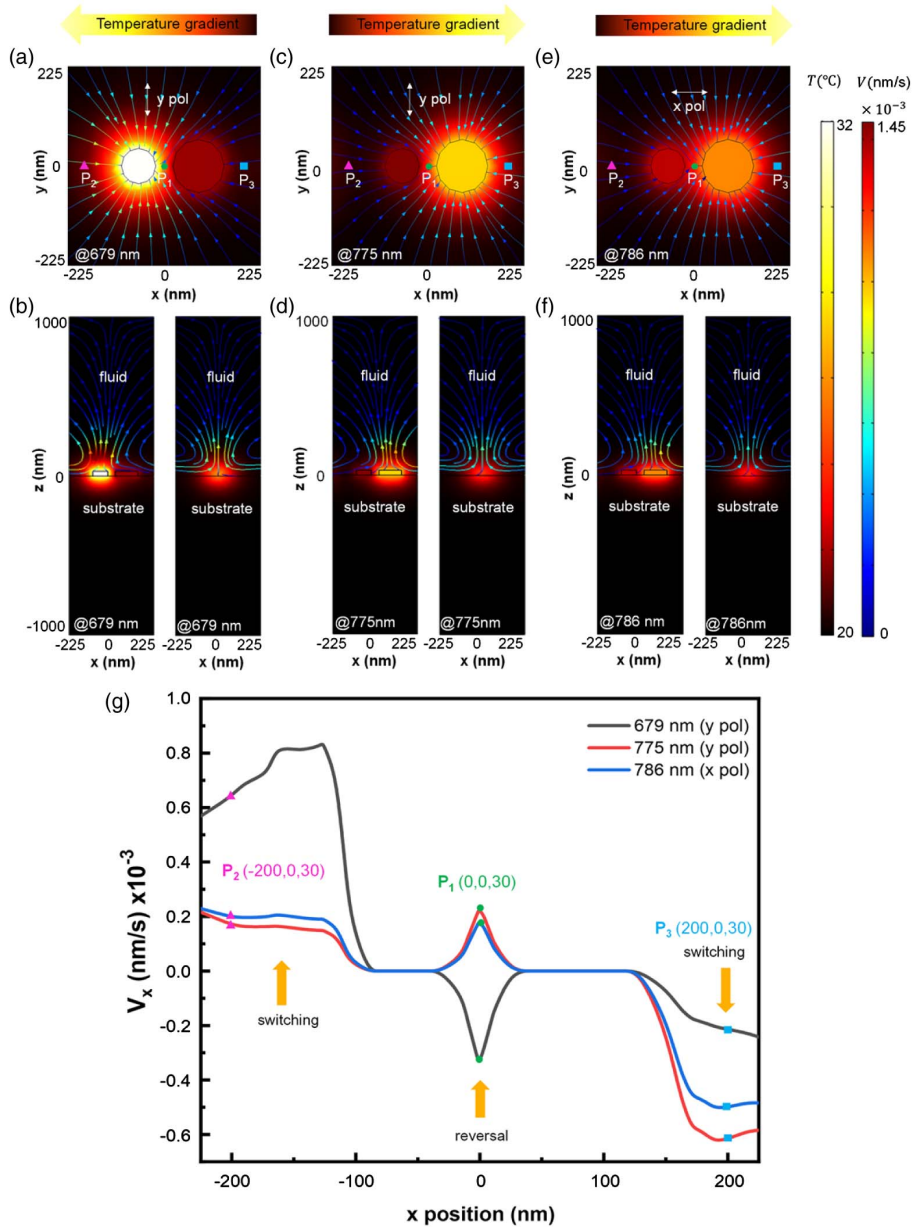 Temperature gradient Temperature gradient Temperature gradient
(a) (c) (e)
225 225 225
y pol y pol x pol
y (nm) y (nm) y (nm)
0 0 0
P2 P1 P3 P2 P1 P3 P2 P1 P3
-225 @679 nm -225 @775 nm -225 @786 nm
-225 0 225 -225 0 225 -225 0 225
x (nm) x (nm) x (nm)
T(°C) V(nm/s)
× 10⁻³
32 1.45
20 0
(b) (d) (f)
1000 1000 1000
fluid fluid fluid fluid fluid fluid
z (nm) z (nm) z (nm)
0 0 0
substrate substrate substrate substrate substrate substrate
-1000 @679 nm @679 nm -1000 @775 nm @775nm -1000 @786 nm @786nm
-225 0 225 -225 0 225 -225 0 225 -225 0 225 -225 0 225 -225 0 225
x (nm) x (nm) x (nm) x (nm) x (nm) x (nm)
(g)
1.0
0.8
0.6
0.4
0.2
0.0
-0.2
-0.4
-0.6
Vx (nm/s) x10⁻³
679 nm (y pol)
775 nm (y pol)
786 nm (x pol)
P2 (-200,0,30)
P1 (0,0,30)
P3 (200,0,30)
switching
switching
reversal
-200 -100 0 100 200
x position (nm)